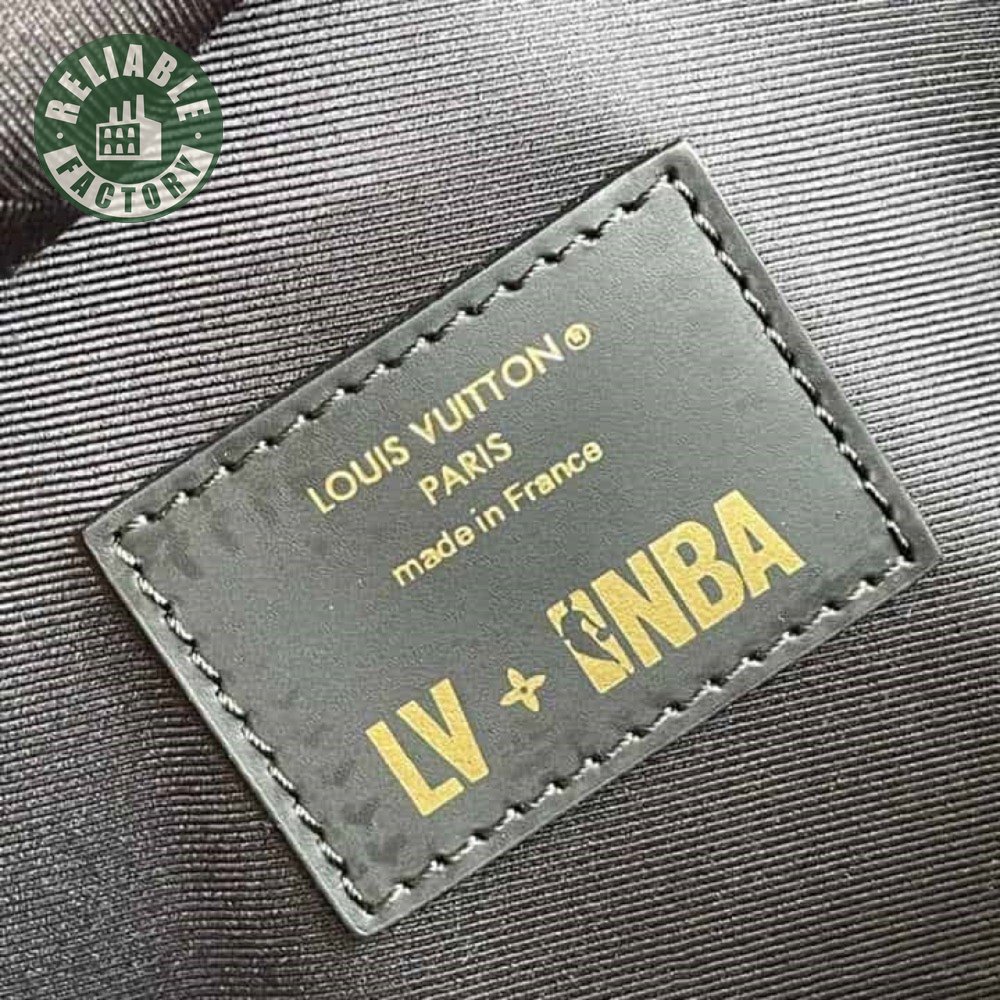 RELIABLE
FACTORY
LOUIS VUITTON®
PARIS
made in France
LV + NBA